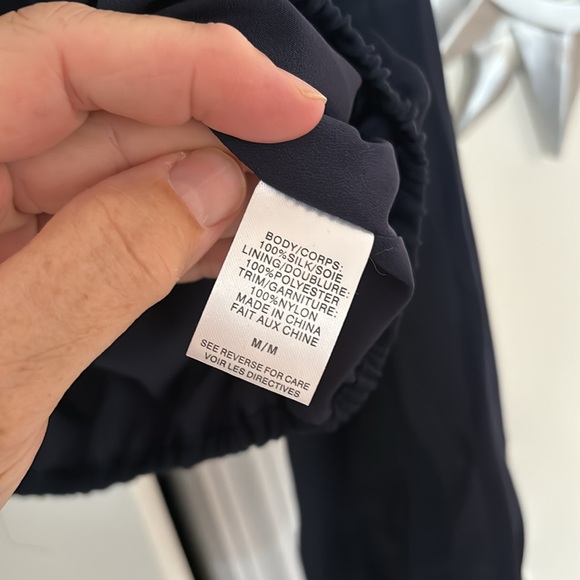 BODY/CORPS:
100%SILK/SOIE
LINING/DOUBLURE:
100%POLYESTER
TRIM/GARNITURE:
100%NYLON
MADE IN CHINA
FAIT AUX CHINE
M/M
SEE REVERSE FOR CARE
VOIR LES DIRECTIVES